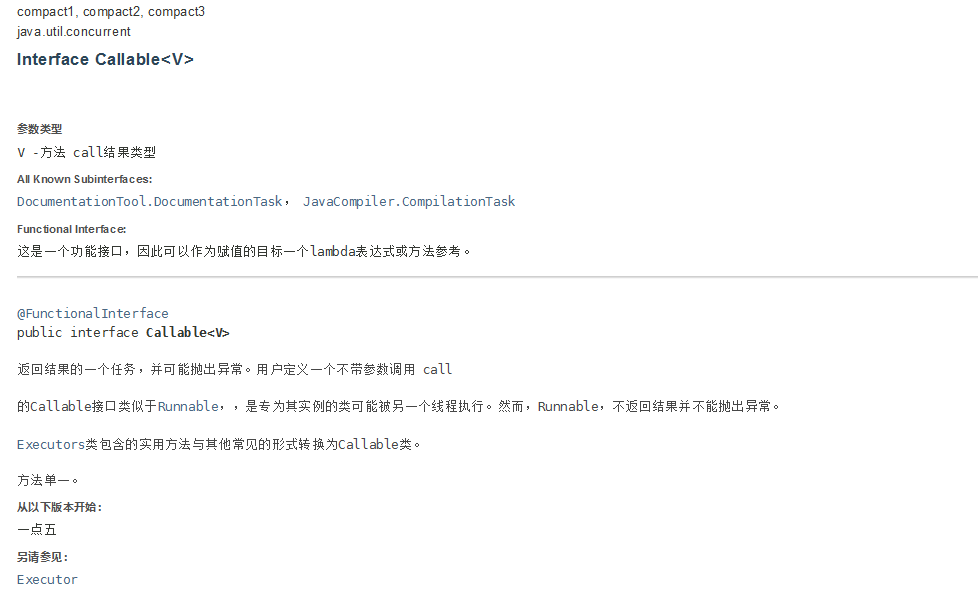 compact1, compact2, compact3
java.util.concurrent
Interface Callable<V>
参数类型
V -方法 call结果类型
All Known Subinterfaces:
DocumentationTool.DocumentationTask， JavaCompiler.CompilationTask
Functional Interface:
这是一个功能接口，因此可以作为赋值的目标一个lambda表达式或方法参考。
@FunctionalInterface
public interface Callable<V>
返回结果的一个任务，并可能抛出异常。用户定义一个不带参数调用 call
的Callable接口类似于Runnable，，是专为其实例的类可能被另一个线程执行。然而，Runnable，不返回结果并不能抛出异常。
Executors类包含的实用方法与其他常见的形式转换为Callable类。
方法单一。
从以下版本开始：
一点五
另请参见：
Executor